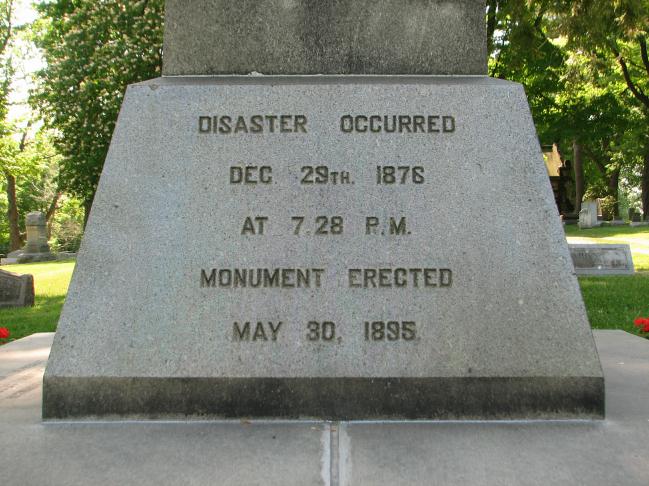 DISASTER OCCURRED
DEC. 29TH. 1876
AT 7.28 P.M.
MONUMENT ERECTED
MAY 30, 1895.